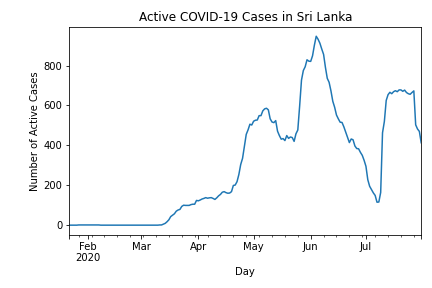 Active COVID-19 Cases in Sri Lanka
Number of Active Cases
800
600
400
200
0
Feb
2020
Mar
Apr
May
Jun
Jul
Day